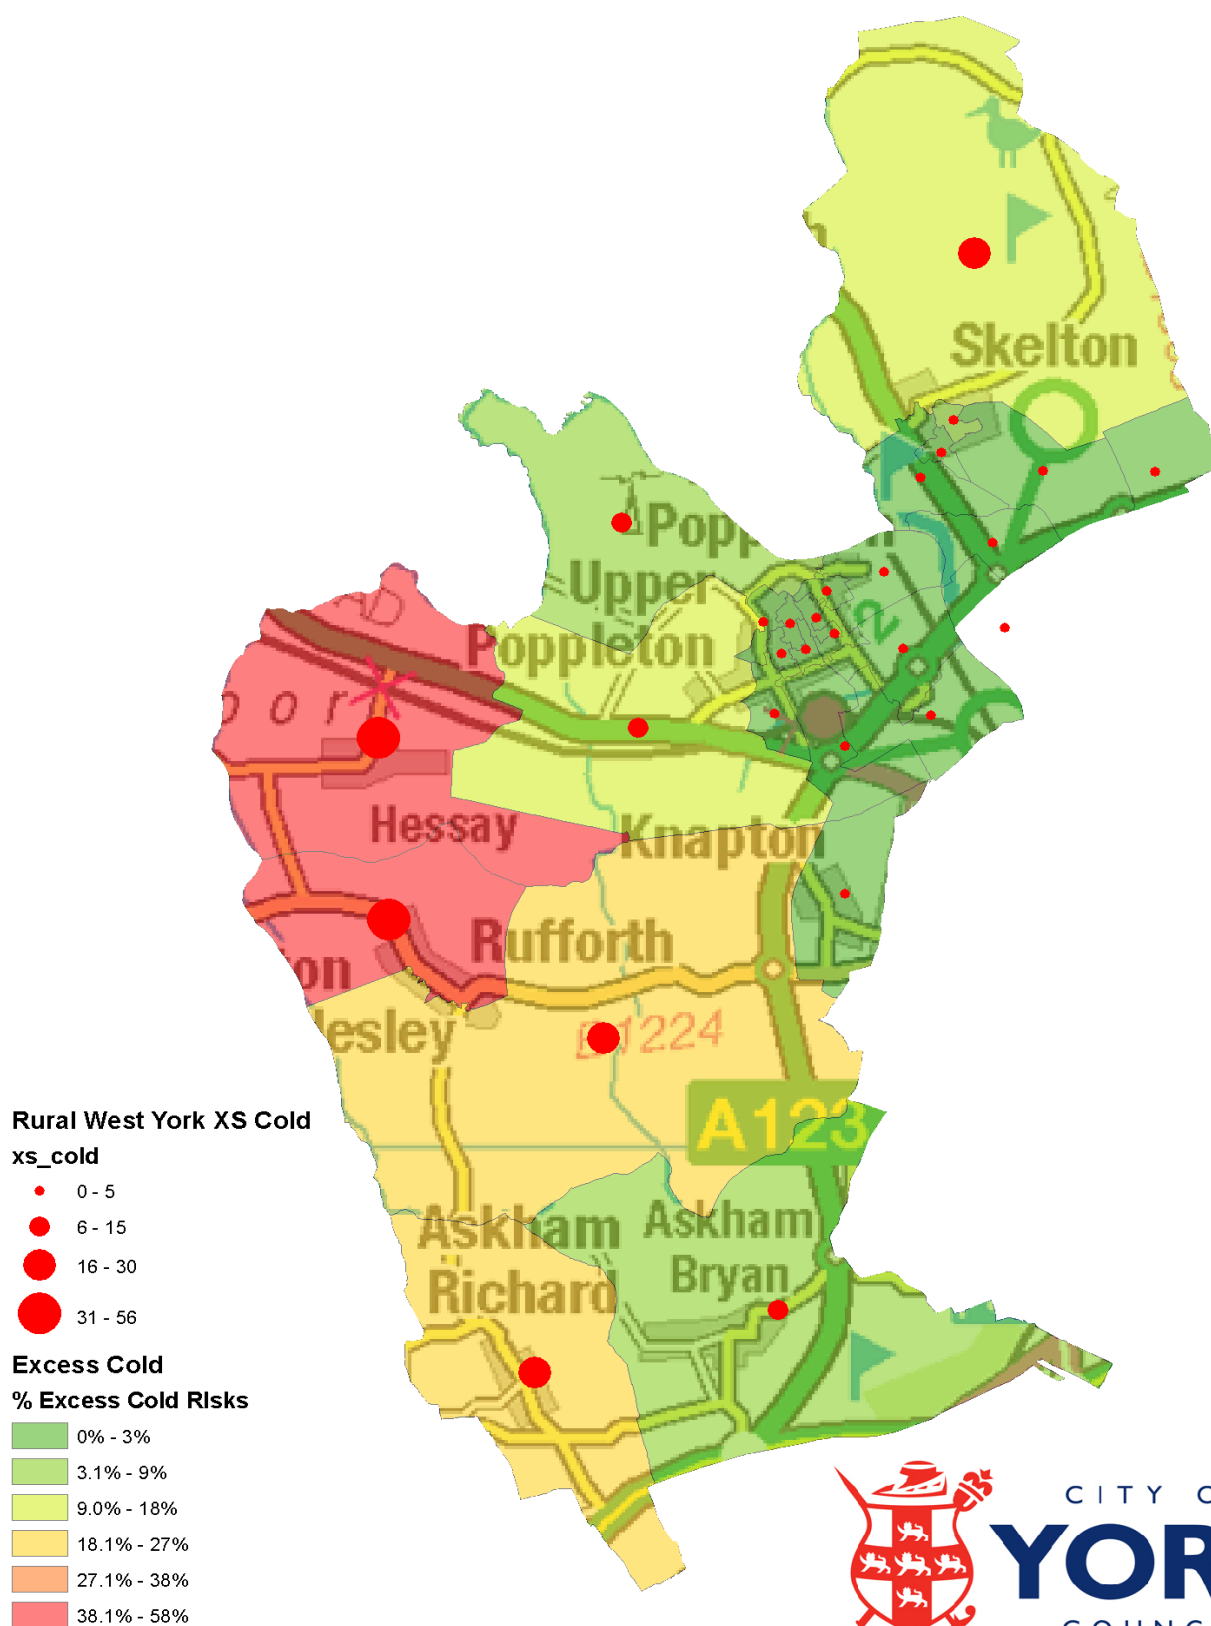 Skelton
Upper
Poppleton
Hessay
Knapton
Rufforth
B1224
A123
Askham
Richard
Askham
Bryan
Rural West York XS Cold
xs_cold
0 - 5
6 - 15
16 - 30
31 - 56
Excess Cold
% Excess Cold RIsks
0% - 3%
3.1% - 9%
9.0% - 18%
18.1% - 27%
27.1% - 38%
38.1% - 58%
CITY
YOR
COUNC